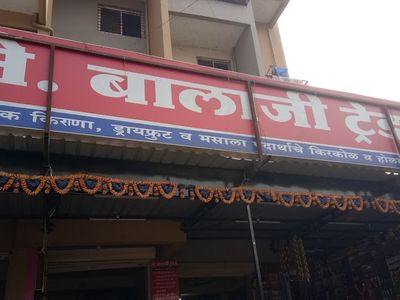 मे. बालाजी ट्रेड
क किराणा, ड्रायफ्रुट व मसाला पदार्थाचे किरकोळ व होल